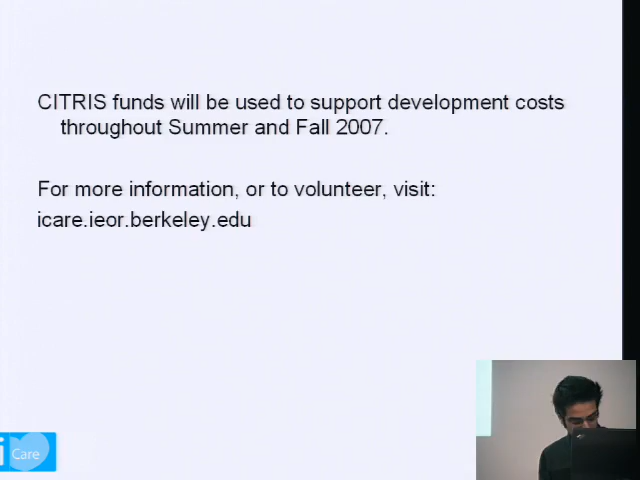 CITRIS funds will be used to support development costs
throughout Summer and Fall 2007.
For more information, or to volunteer, visit:
icare.ieor.berkeley.edu
i
Care